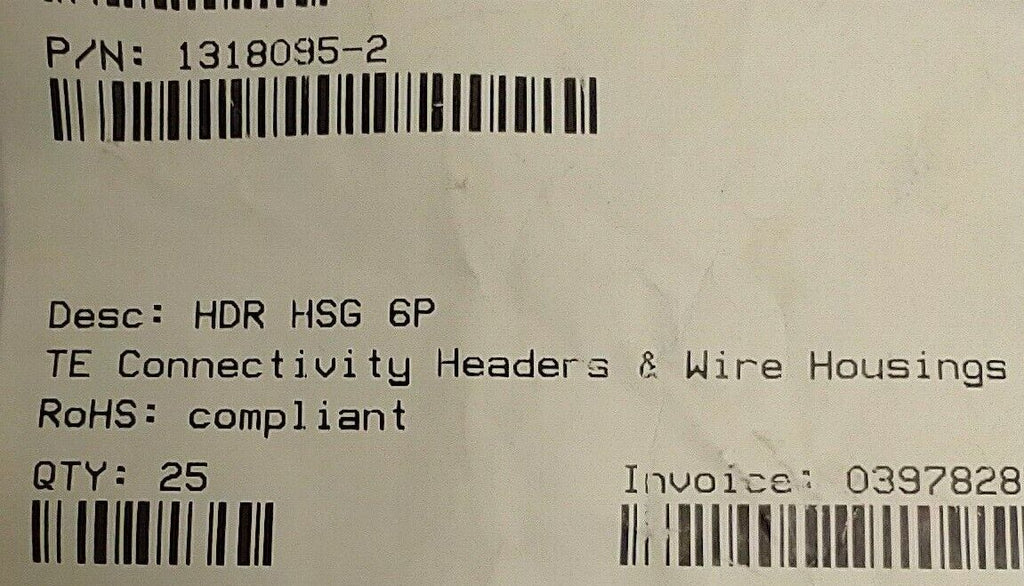 P/N: 1318095-2
Desc: HDR HSG 6P
TE Connectivity Headers & Wire Housings
RoHS: compliant
QTY: 25
Invoice: 0397828